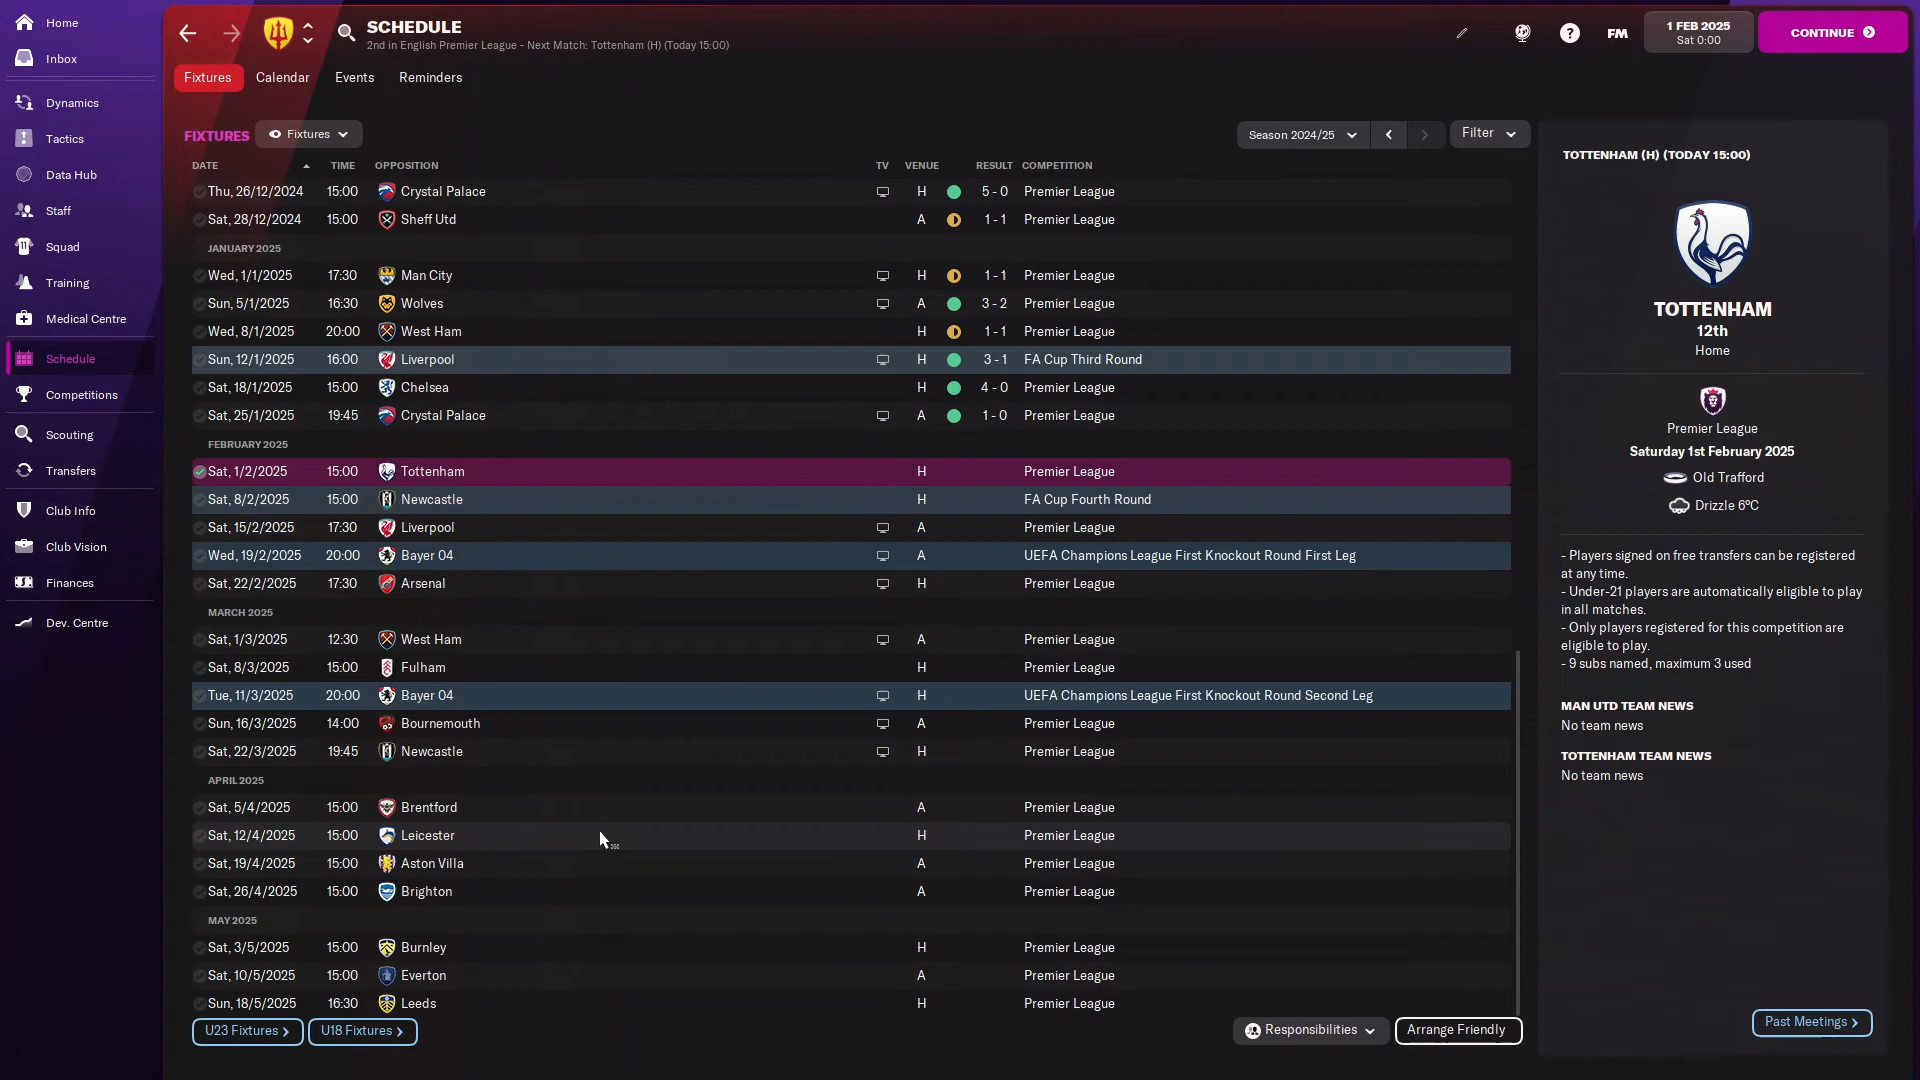 Home
Inbox
Dynamics
Tactics
Data Hub
Staff
Squad
Training
Medical Centre
Schedule
Competitions
Scouting
Transfers
Club Info
Club Vision
Finances
Dev. Centre
SCHEDULE
2nd in English Premier League - Next Match: Tottenham (H) (Today 15:00)
FM
1 FEB 2025
Sat 0:00
CONTINUE
Fixtures Calendar Events Reminders
FIXTURES Fixtures Season 2024/25 Filter
DATE TIME OPPOSITION TV VENUE RESULT COMPETITION
Thu, 26/12/2024 15:00 Crystal Palace H 5 - 0 Premier League
Sat, 28/12/2024 15:00 Sheff Utd A 1 - 1 Premier League
JANUARY 2025
Wed, 1/1/2025 17:30 Man City H 1 - 1 Premier League
Sun, 5/1/2025 16:30 Wolves A 3 - 2 Premier League
Wed, 8/1/2025 20:00 West Ham H 1 - 1 Premier League
Sun, 12/1/2025 16:00 Liverpool H 3 - 1 FA Cup Third Round
Sat, 18/1/2025 15:00 Chelsea H 4 - 0 Premier League
Sat, 25/1/2025 19:45 Crystal Palace A 1 - 0 Premier League
FEBRUARY 2025
Sat, 1/2/2025 15:00 Tottenham H Premier League
Sat, 8/2/2025 15:00 Newcastle H FA Cup Fourth Round
Sat, 15/2/2025 17:30 Liverpool A Premier League
Wed, 19/2/2025 20:00 Bayer 04 A UEFA Champions League First Knockout Round First Leg
Sat, 22/2/2025 17:30 Arsenal H Premier League
MARCH 2025
Sat, 1/3/2025 12:30 West Ham A Premier League
Sat, 8/3/2025 15:00 Fulham H Premier League
Tue, 11/3/2025 20:00 Bayer 04 H UEFA Champions League First Knockout Round Second Leg
Sun, 16/3/2025 14:00 Bournemouth A Premier League
Sat, 22/3/2025 19:45 Newcastle H Premier League
APRIL 2025
Sat, 5/4/2025 15:00 Brentford A Premier League
Sat, 12/4/2025 15:00 Leicester H Premier League
Sat, 19/4/2025 15:00 Aston Villa A Premier League
Sat, 26/4/2025 15:00 Brighton A Premier League
MAY 2025
Sat, 3/5/2025 15:00 Burnley H Premier League
Sat, 10/5/2025 15:00 Everton A Premier League
Sun, 18/5/2025 16:30 Leeds H Premier League
U23 Fixtures > U18 Fixtures > Responsibilities Arrange Friendly
TOTTENHAM (H) (TODAY 15:00)
TOTTENHAM
12th
Home
Premier League
Saturday 1st February 2025
Old Trafford
Drizzle 6°C
- Players signed on free transfers can be registered
at any time.
- Under-21 players are automatically eligible to play
in all matches.
- Only players registered for this competition are
eligible to play.
- 9 subs named, maximum 3 used
MAN UTD TEAM NEWS
No team news
TOTTENHAM TEAM NEWS
No team news
Past Meetings >